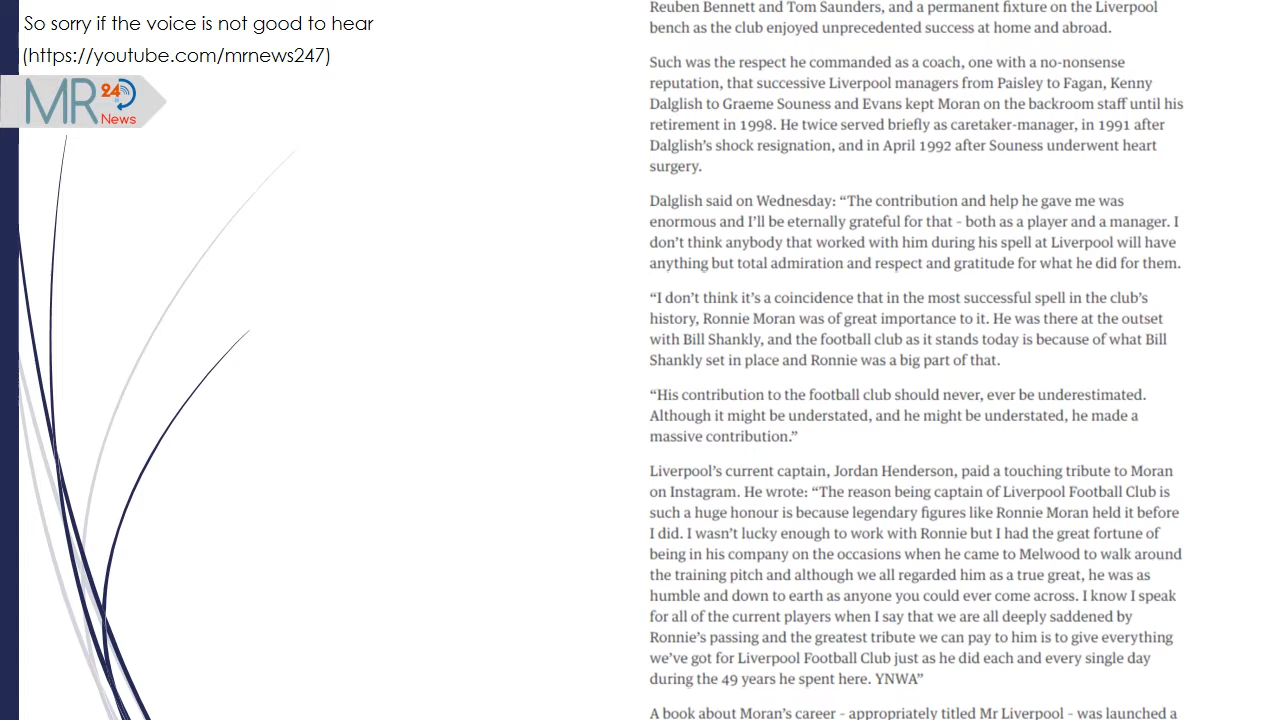 So sorry if the voice is not good to hear
(https://youtube.com/mrnews247)
MR 24
News
Reuben Bennett and Tom Saunders, and a permanent fixture on the Liverpool
bench as the club enjoyed unprecedented success at home and abroad.
Such was the respect he commanded as a coach, one with a no-nonsense
reputation, that successive Liverpool managers from Paisley to Fagan, Kenny
Dalglish to Graeme Souness and Evans kept Moran on the backroom staff until his
retirement in 1998. He twice served briefly as caretaker-manager, in 1991 after
Dalglish’s shock resignation, and in April 1992 after Souness underwent heart
surgery.
Dalglish said on Wednesday: “The contribution and help he gave me was
enormous and I’ll be eternally grateful for that – both as a player and a manager. I
don’t think anybody that worked with him during his spell at Liverpool will have
anything but total admiration and respect and gratitude for what he did for them.
“I don’t think it’s a coincidence that in the most successful spell in the club’s
history, Ronnie Moran was of great importance to it. He was there at the outset
with Bill Shankly, and the football club as it stands today is because of what Bill
Shankly set in place and Ronnie was a big part of that.
“His contribution to the football club should never, ever be underestimated.
Although it might be understated, and he might be understated, he made a
massive contribution.”
Liverpool’s current captain, Jordan Henderson, paid a touching tribute to Moran
on Instagram. He wrote: “The reason being captain of Liverpool Football Club is
such a huge honour is because legendary figures like Ronnie Moran held it before
I did. I wasn’t lucky enough to work with Ronnie but I had the great fortune of
being in his company on the occasions when he came to Melwood to walk around
the training pitch and although we all regarded him as a true great, he was as
humble and down to earth as anyone you could ever come across. I know I speak
for all of the current players when I say that we are all deeply saddened by
Ronnie’s passing and the greatest tribute we can pay to him is to give everything
we’ve got for Liverpool Football Club just as he did each and every single day
during the 49 years he spent here. YNWA”
A book about Moran’s career – appropriately titled Mr Liverpool – was launched a